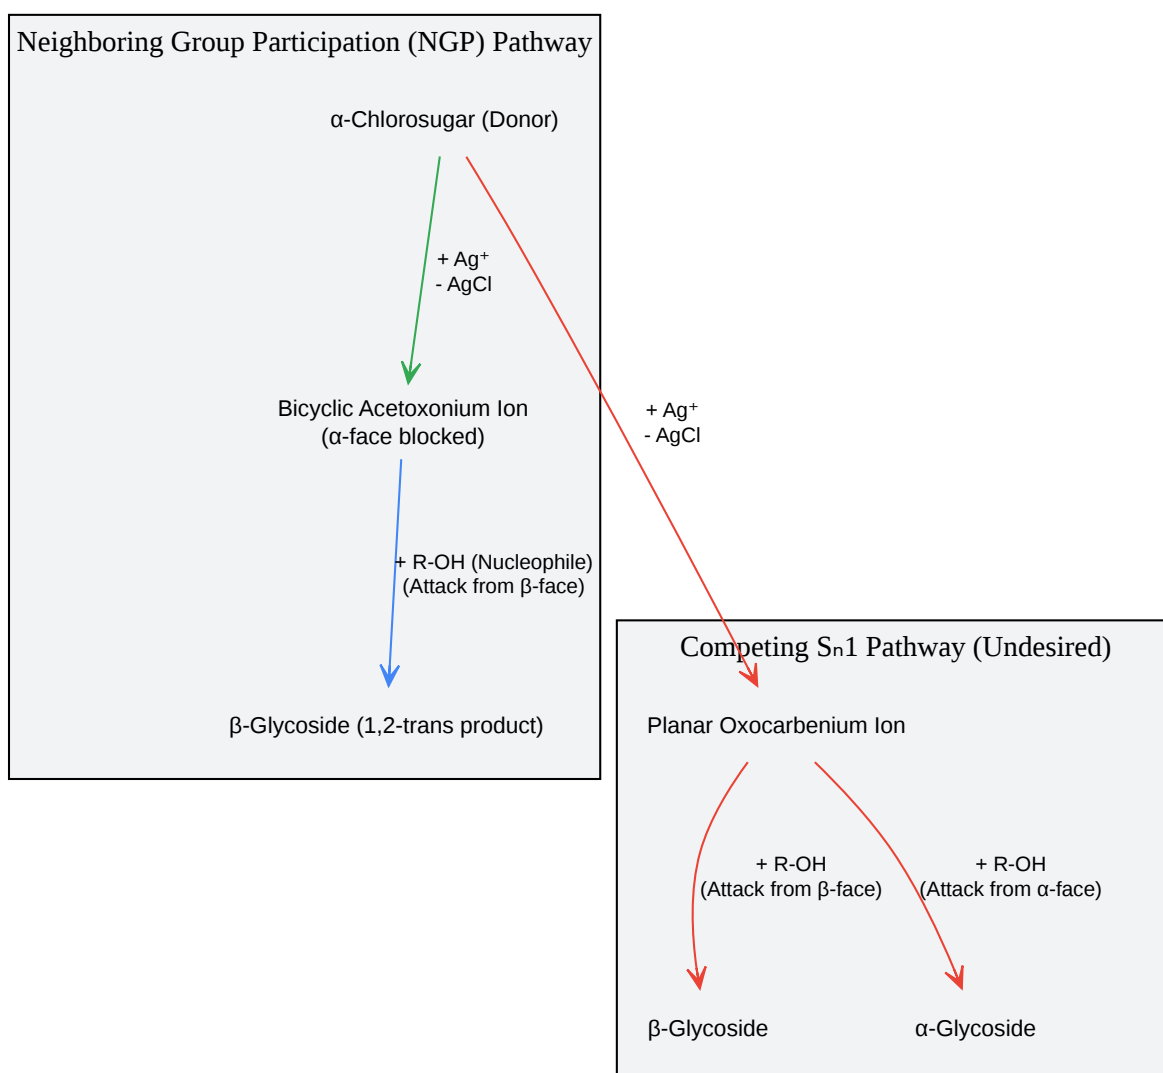 Neighboring Group Participation (NGP) Pathway
α-Chlorosugar (Donor)
+ Ag⁺
- AgCl
Bicyclic Acetoxonium Ion
(α-face blocked)
+ Ag⁺
- AgCl
+ R-OH (Nucleophile)
(Attack from β-face)
β-Glycoside (1,2-trans product)
Competing Sₙ1 Pathway (Undesired)
Planar Oxocarbenium Ion
+ R-OH
(Attack from β-face)
+ R-OH
(Attack from α-face)
β-Glycoside
α-Glycoside